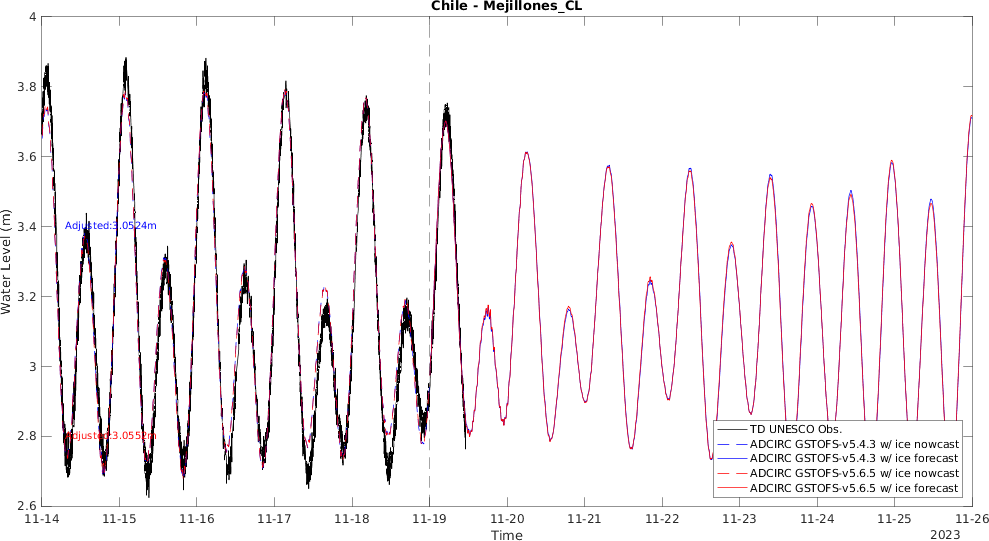 Chile - Mejillones_CL
4
3.8
3.6
3.4
3.2
3
2.8
2.6
Water Level (m)
Adjusted:3.0524m
Adjusted:3.0552m
TD UNESCO Obs.
ADCIRC GSTOFS-v5.4.3 w/ ice nowcast
ADCIRC GSTOFS-v5.4.3 w/ ice forecast
ADCIRC GSTOFS-v5.6.5 w/ ice nowcast
ADCIRC GSTOFS-v5.6.5 w/ ice forecast
11-14 11-15 11-16 11-17 11-18 11-19 11-20 11-21 11-22 11-23 11-24 11-25 11-26
Time
2023